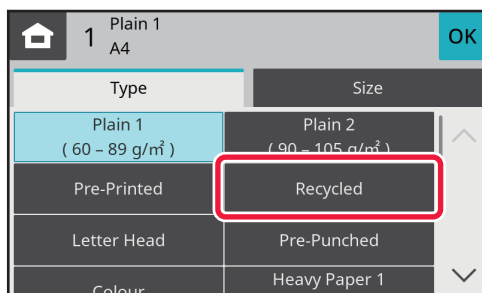 1
Plain 1
A4
OK
Type
Size
Plain 1
( 60 – 89 g/㎡ )
Plain 2
( 90 – 105 g/㎡ )
Pre-Printed
Recycled
Letter Head
Pre-Punched
Colour
Heavy Paper 1